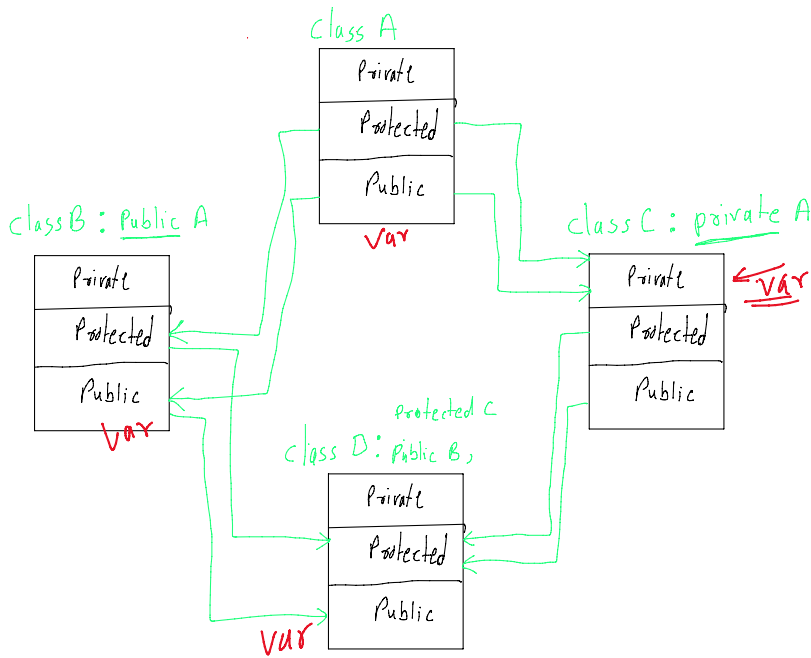 class A
Private
Protected
Public
Var
class B : Public A
Private
Protected
Public
Var
class C : private A
Private
Var
Protected
Public
Protected C
class D : Public B,
Private
Protected
Public
Var